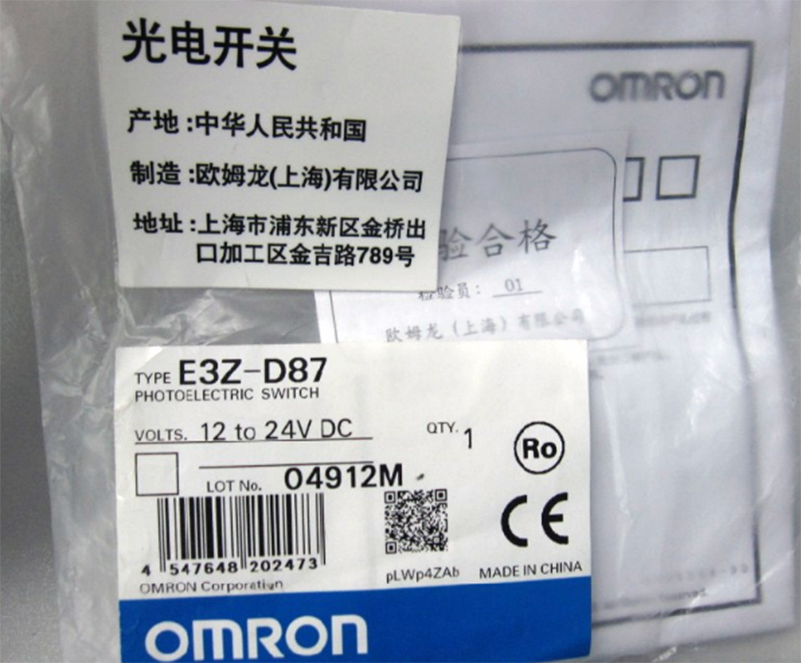 光电开关
产地:中华人民共和国
制造:欧姆龙(上海)有限公司
地址:上海市浦东新区金桥出
口加工区金吉路789号
OMRON
验合格
检验员: 01
欧姆龙(上海)有限公司
TYPE E3Z-D87
PHOTOELECTRIC SWITCH
VOLTS. 12 to 24V DC
QTY. 1
Ro
LOT No. 04912M
CE
4 547648 202473
pLWp4ZAb
MADE IN CHINA
OMRON Corporation
OMRON